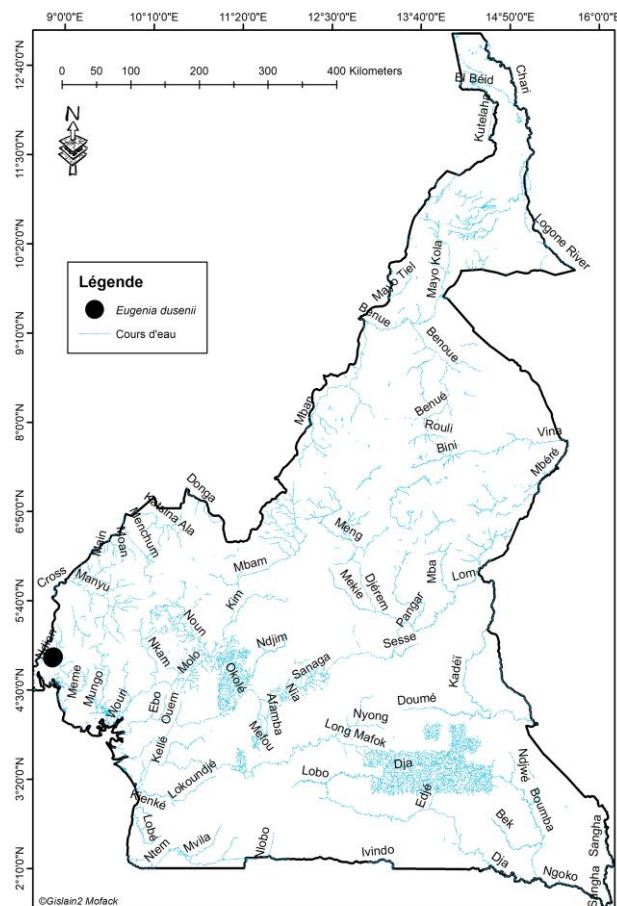 9°0'0"E 10°10'0"E 11°20'0"E 12°30'0"E 13°40'0"E 14°50'0"E 16°0'0"E
12°40'0"N
0 50 100 200 300 400 Kilometers
N
El Béid
Chari
Kutelaha
11°30'0"N
Logone River
10°20'0"N
Mayo Tiel
Mayo Kola
Légende
Eugenia dusenii
Cours d'eau
Bénue
9°10'0"N
Benoue
Mban
Benué
8°0'0"N
Rouli
Bini
Vina
Mbéré
Donga
Katsina Ala
Menchum
6°50'0"N
Meng
Cross
Manyu
Mbam
Kim
Mekie
Djérem
Pangar
Mba
Lom
5°40'0"N
Noun
Nkam
Molo
Ndjim
Sesse
Meme
Mungo
Wouri
Okolé
Sanaga
Nia
Kadéï
4°30'0"N
Ebo
Ouem
Afamba
Mefou
Doumé
Nyong
Kellé
Long Mafok
3°20'0"N
Lokoundjé
Lobo
Dja
Ndjwé
Kienké
Edjé
Boumba
Lobé
Bek
Sangha
Ntem
Mvila
Nlobo
Ivindo
Dja
2°10'0"N
Ngoko
Sangha
©Gislain2 Mofack